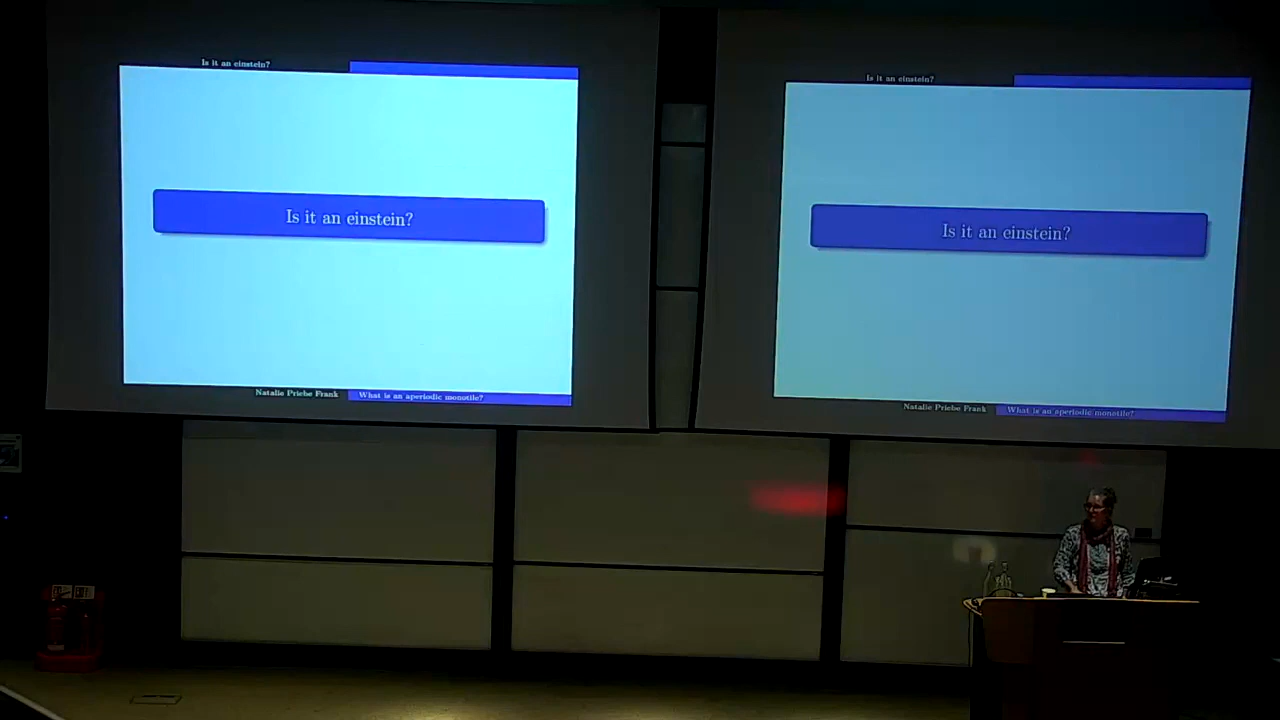 Is it an einstein?
Is it an einstein?
Natalie Priebe Frank What is an aperiodic monotile?
Is it an einstein?
Is it an einstein?
Natalie Priebe Frank What is an aperiodic monotile?